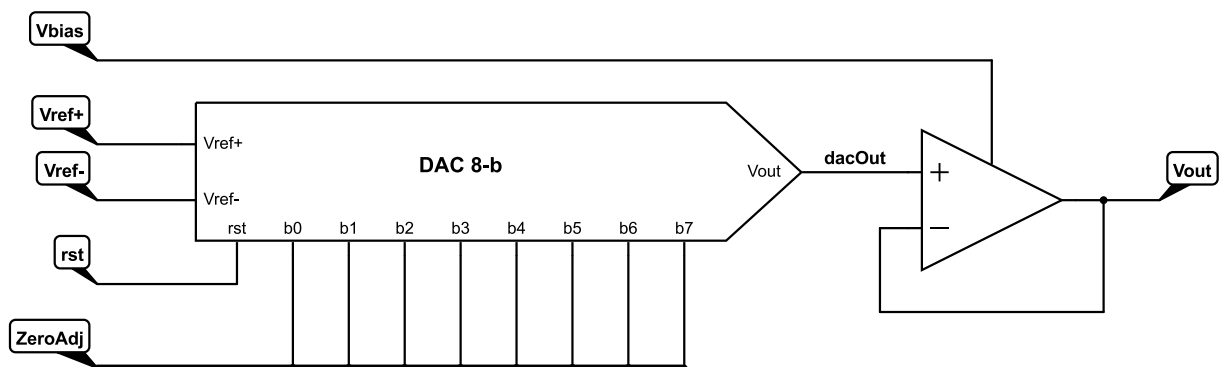 Vbias
Vref+
Vref+
DAC 8-b
dacOut
Vout
Vref-
Vout
+
Vref-
rst b0 b1 b2 b3 b4 b5 b6 b7
−
rst
ZeroAdj